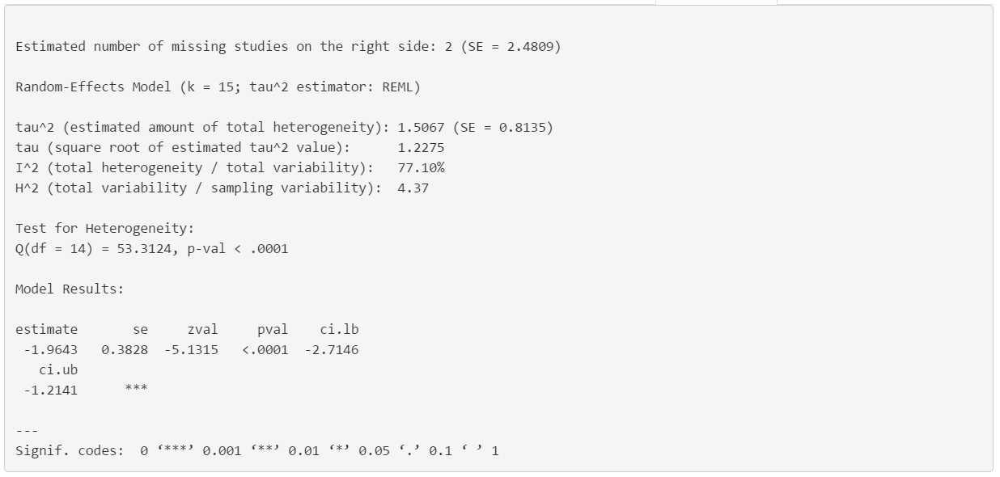 Estimated number of missing studies on the right side: 2 (SE = 2.4809)
Random-Effects Model (k = 15; tau^2 estimator: REML)
tau^2 (estimated amount of total heterogeneity): 1.5067 (SE = 0.8135)
tau (square root of estimated tau^2 value):      1.2275
I^2 (total heterogeneity / total variability):   77.10%
H^2 (total variability / sampling variability):  4.37
Test for Heterogeneity:
Q(df = 14) = 53.3124, p-val < .0001
Model Results:
estimate       se     zval     pval    ci.lb
 -1.9643   0.3828  -5.1315   <.0001  -2.7146
   ci.ub
 -1.2141      ***
---
Signif. codes:  0 ‘***’ 0.001 ‘**’ 0.01 ‘*’ 0.05 ‘.’ 0.1 ‘ ’ 1